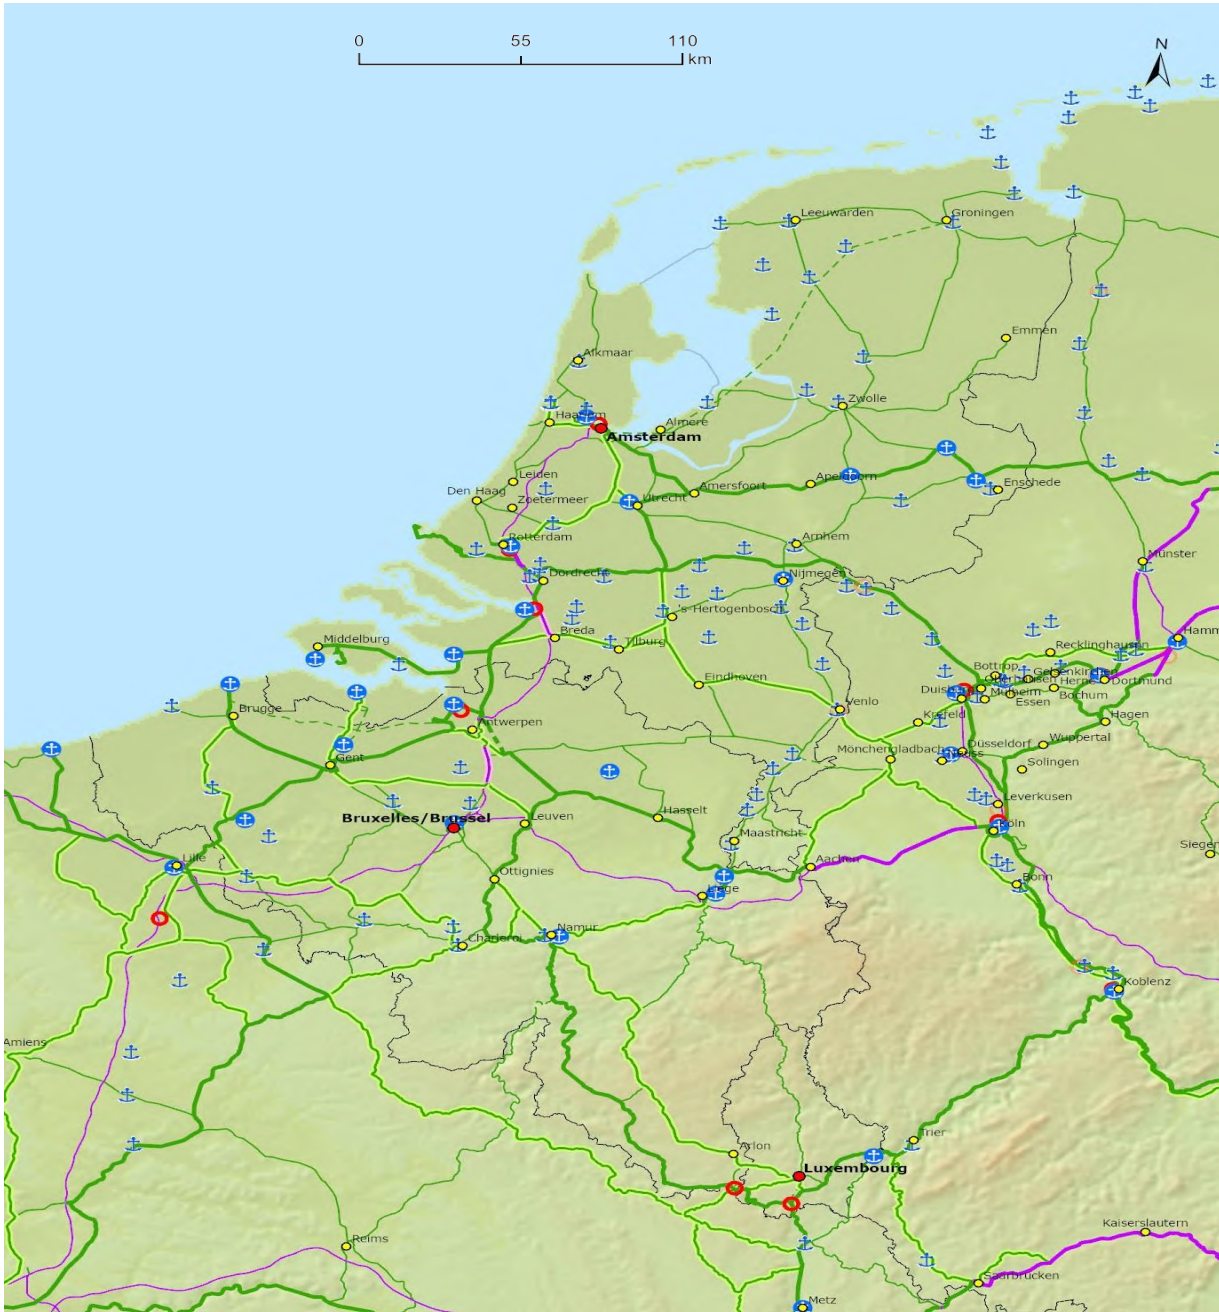 0 55 110
km
N
Leeuwarden
Groningen
Emmen
Alkmaar
Zwolle
Almere
Amsterdam
Leiden
Den Haag
Zoetermeer
Utrecht
Amersfoort
Apeldoorn
Enschede
Rotterdam
Arnhem
Münster
Dordrecht
Nijmegen
's-Hertogenbosch
Middelburg
Breda
Tilburg
Hamm
Recklinghausen
Bottrop
Gelsenkirchen
Herne
Dortmund
Eindhoven
Mülheim
Essen
Bochum
Brugge
Venlo
Krefeld
Hagen
Antwerpen
Gent
Mönchengladbach
Düsseldorf
Wuppertal
Solingen
Leverkusen
Bruxelles/Brussel
Leuven
Hasselt
Köln
Maastricht
Siegen
Lille
Aachen
Ottignies
Liège
Bonn
Charleroi
Namur
Koblenz
Amiens
Arlon
Trier
Luxembourg
Kaiserslautern
Reims
Saarbrücken
Metz